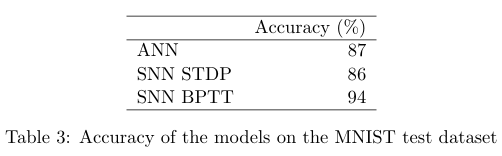 Accuracy (%)
ANN 87
SNN STDP 86
SNN BPTT 94
Table 3: Accuracy of the models on the MNIST test dataset